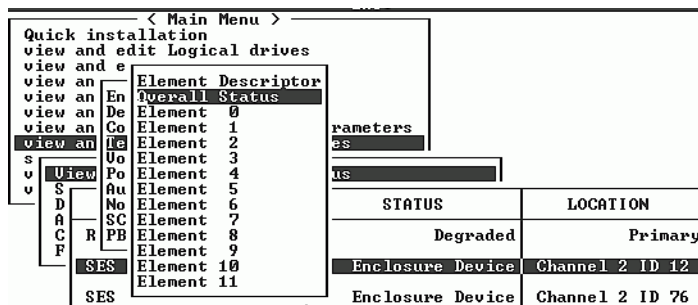 < Main Menu >
Quick installation
view and edit Logical drives
view and e
view an
view an
view an
view an
view an
s
v
v
rameters
es
View
us
S
D
A
C
F
En
De
Co
Te
Vo
Po
Au
No
SC
PB
Element Descriptor
Overall Status
Element 0
Element 1
Element 2
Element 3
Element 4
Element 5
Element 6
Element 7
Element 8
Element 9
Element 10
Element 11
STATUS LOCATION
R Degraded Primary
SES Enclosure Device Channel 2 ID 12
SES Enclosure Device Channel 2 ID 76